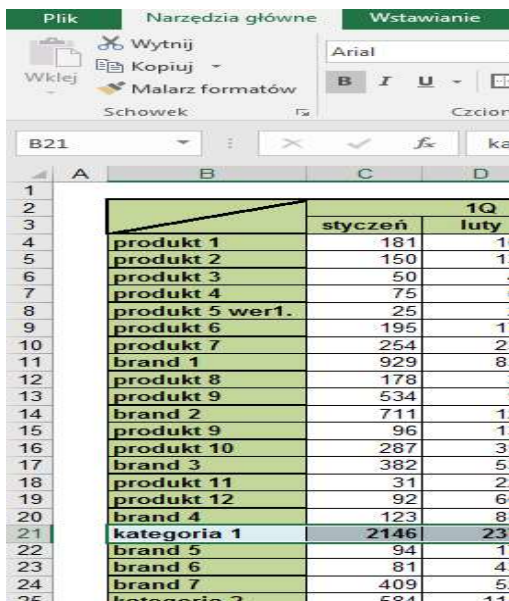 Plik Narzędzia główne Wstawianie
Wytnij
Kopiuj
Wklej
Malarz formatów
Arial
B I U
Schowek
B21 fx
A B C D
1
2 1Q
3 styczeń luty
4 produkt 1 181
5 produkt 2 150
6 produkt 3 50
7 produkt 4 75
8 produkt 5 wer1. 25
9 produkt 6 195
10 produkt 7 254
11 brand 1 929
12 produkt 8 178
13 produkt 9 534
14 brand 2 711
15 produkt 9 96
16 produkt 10 287
17 brand 3 382
18 produkt 11 31
19 produkt 12 92
20 brand 4 123
21 kategoria 1 2146
22 brand 5 94
23 brand 6 81
24 brand 7 409